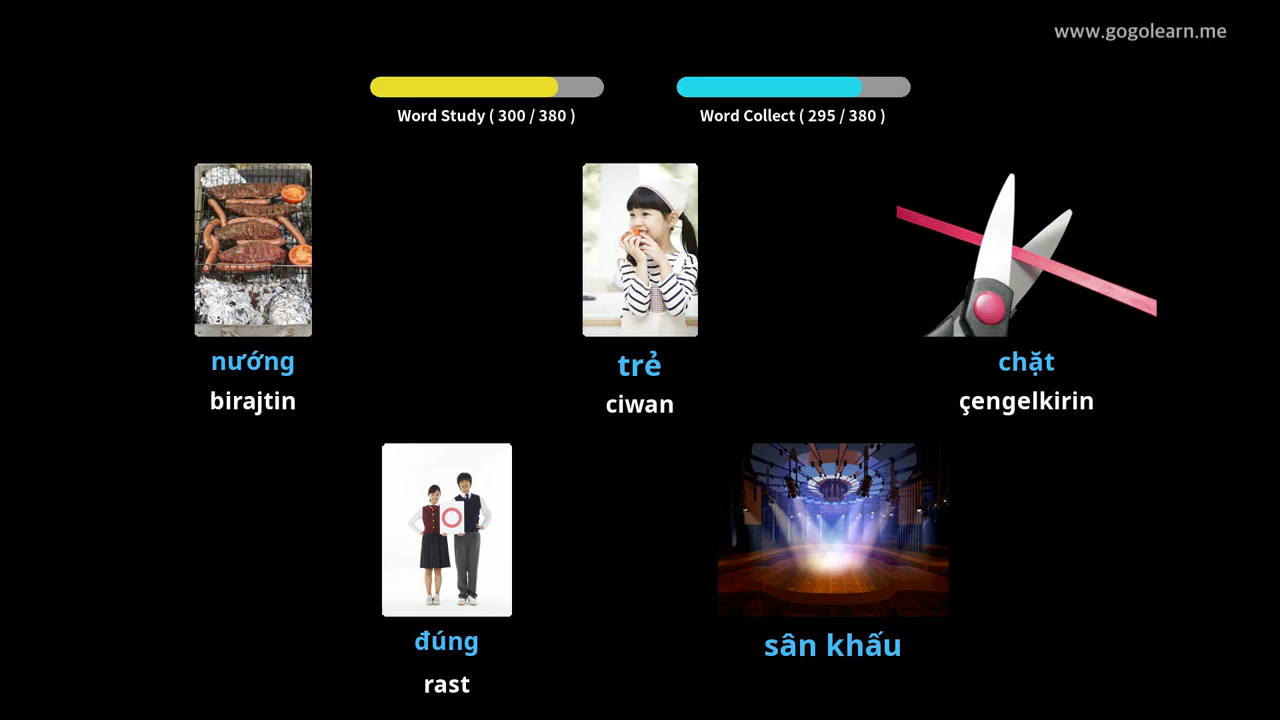 www.gogolearn.me
Word Study ( 300 / 380 )
Word Collect ( 295 / 380 )
nướng
birajtin
trẻ
ciwan
chặt
çengelkirin
đúng
rast
sân khấu